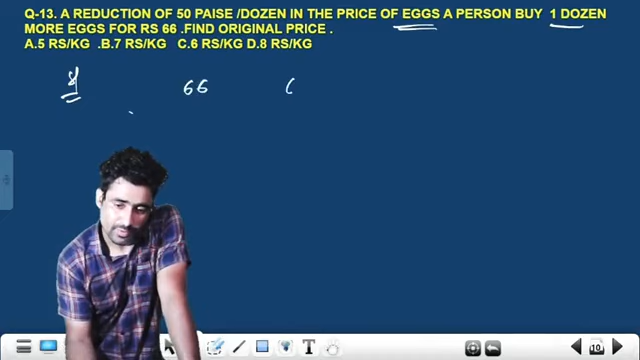 Q-13. A REDUCTION OF 50 PAISE /DOZEN IN THE PRICE OF EGGS A PERSON BUY 1 DOZEN
MORE EGGS FOR RS 66 .FIND ORIGINAL PRICE .
A.5 RS/KG .B.7 RS/KG C.6 RS/KG D.8 RS/KG
66
T
10